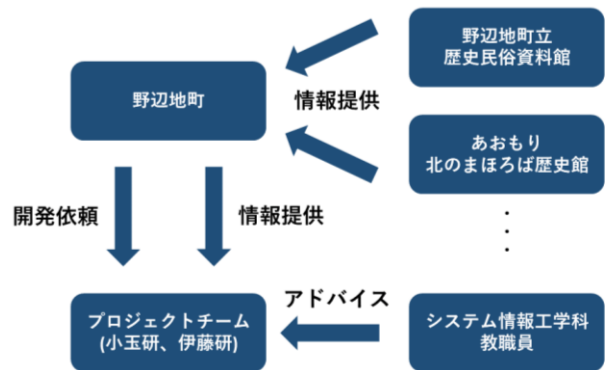 野辺地町立
歴史民俗資料館
野辺地町
情報提供
あおもり
北のまほろば歴史館
開発依頼
情報提供
・
・
・
アドバイス
プロジェクトチーム
(小玉研、伊藤研)
システム情報工学科
教職員